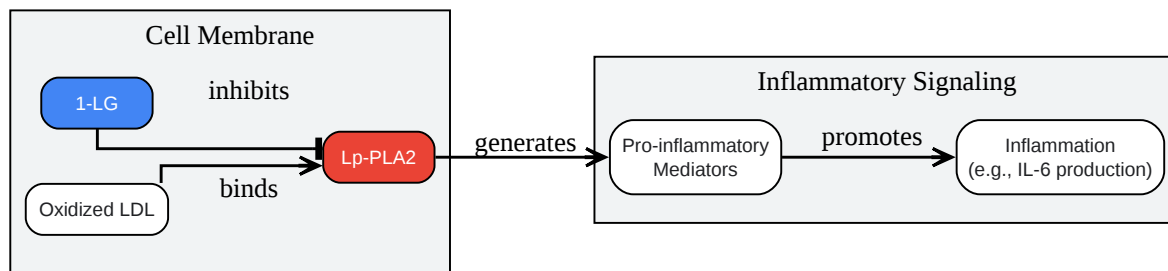 Cell Membrane
1-LG
inhibits
Lp-PLA2
binds
Oxidized LDL
generates
Inflammatory Signaling
Pro-inflammatory
Mediators
promotes
Inflammation
(e.g., IL-6 production)